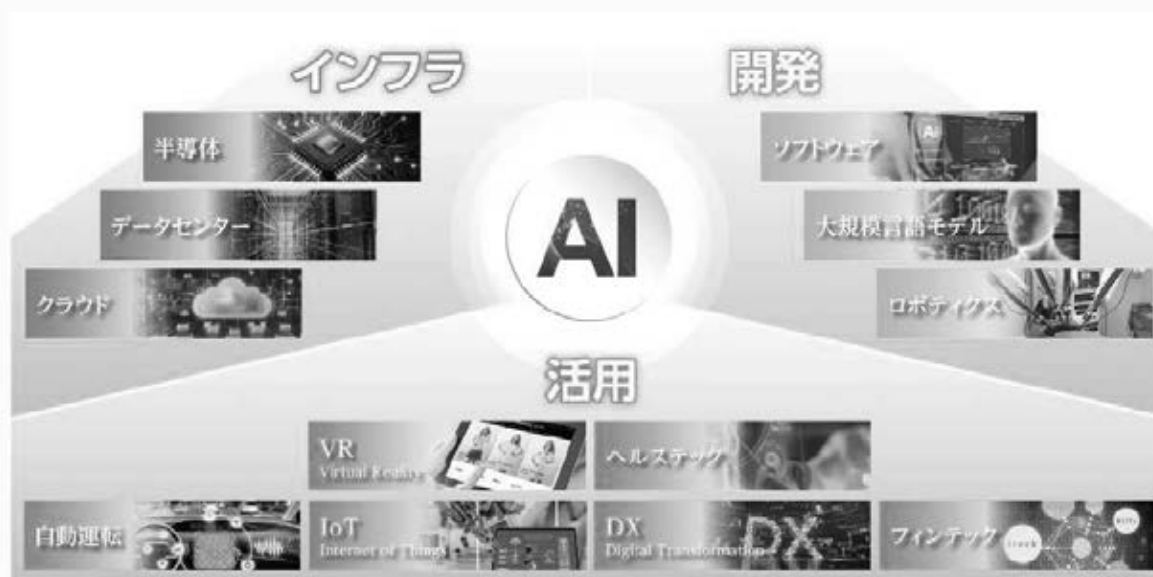 インフラ
半導体
データセンター
クラウド
AI
開発
ソフトウェア
AI
大規模言語モデル
ロボティクス
活用
VR
Virtual Reality
ヘルステック
自動運転
IoT
Internet of Things
DX
Digital Transformation
DX
フィンテック